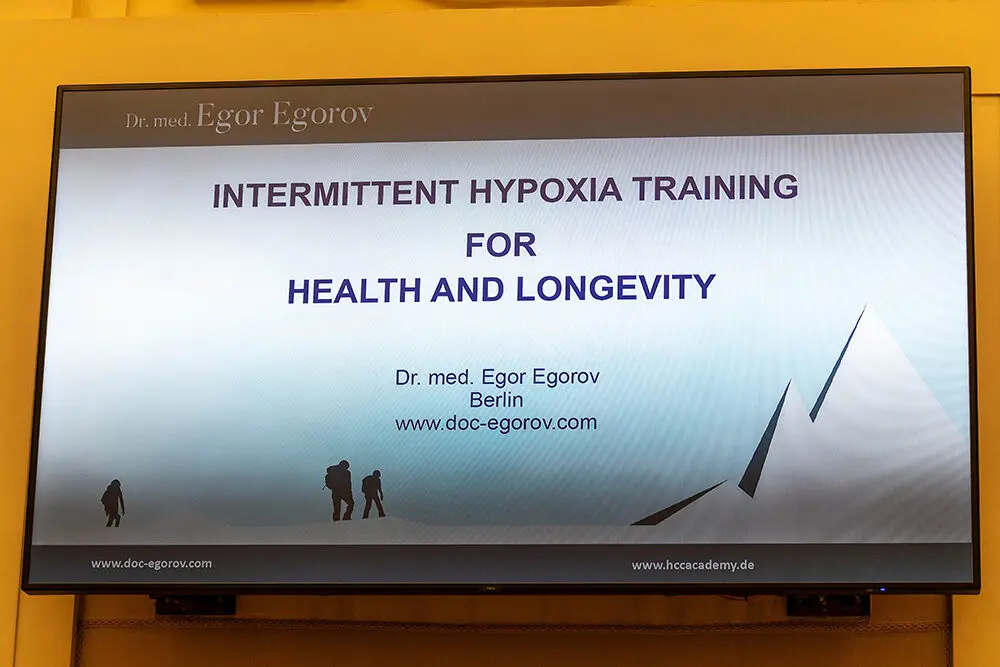 Dr. med. Egor Egorov
INTERMITTENT HYPOXIA TRAINING
FOR
HEALTH AND LONGEVITY
Dr. med. Egor Egorov
Berlin
www.doc-egorov.com
www.doc-egorov.com
www.hccacademy.de